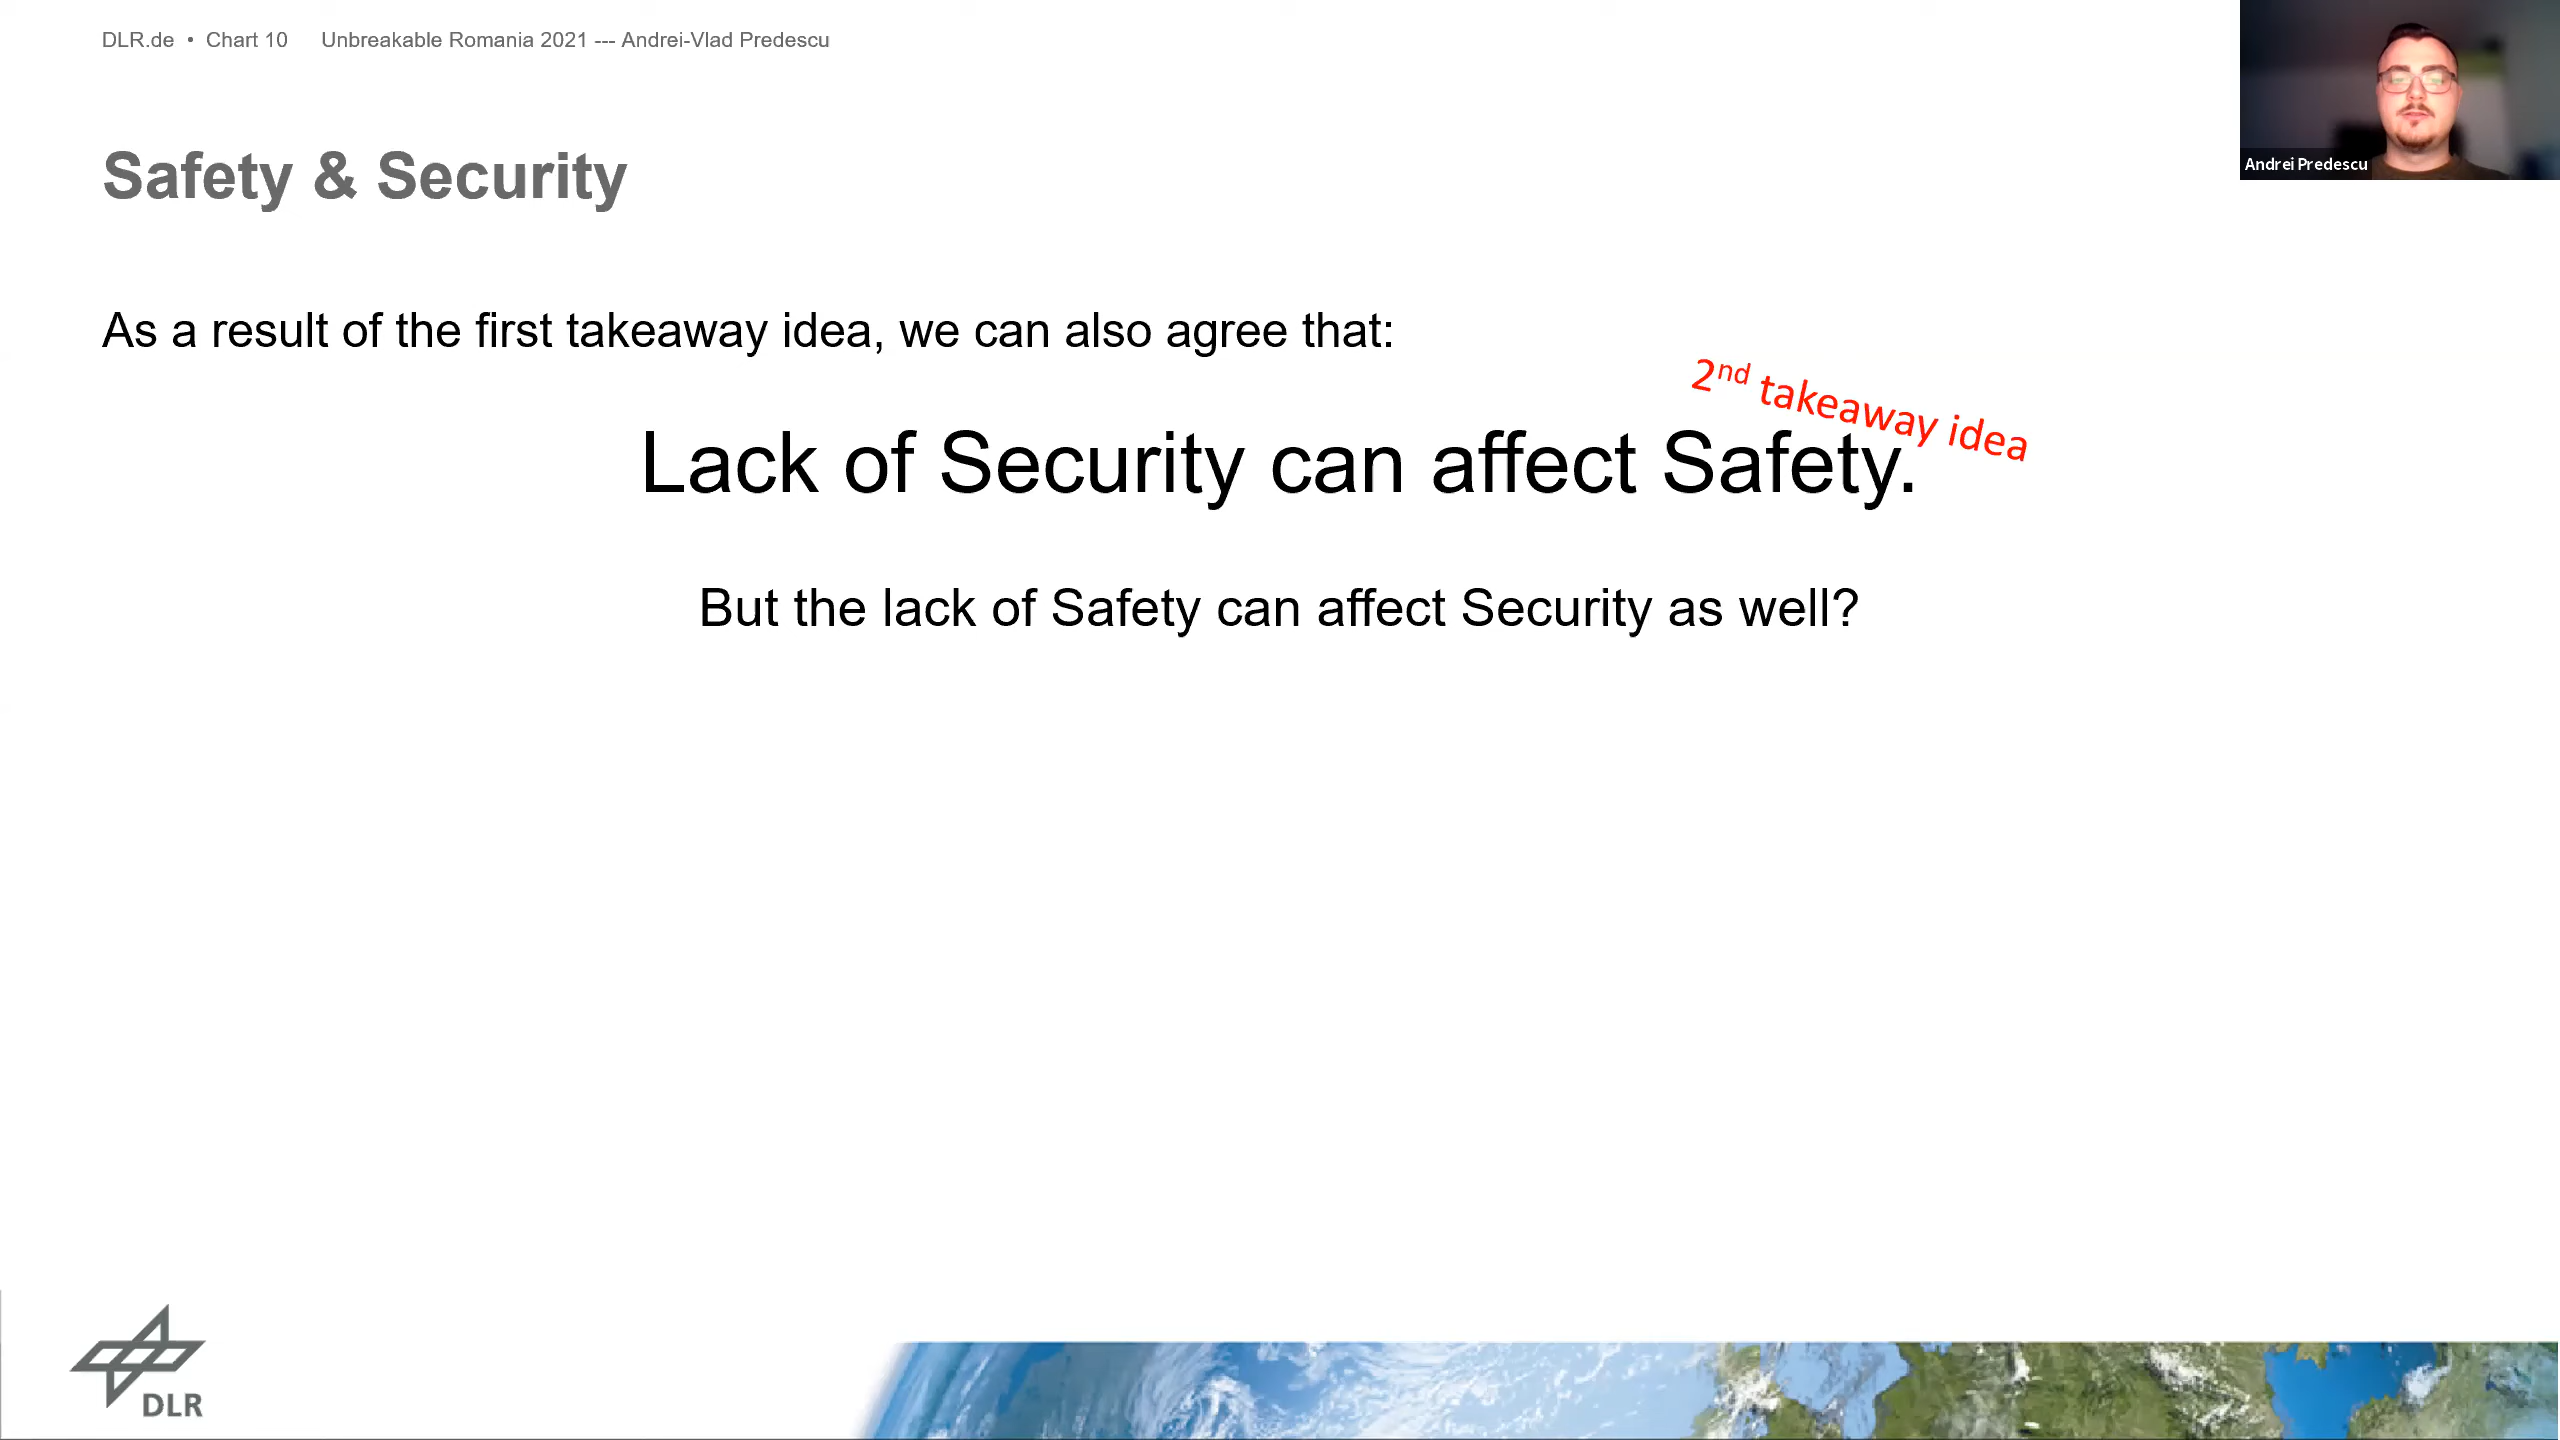 DLR.de • Chart 10 Unbreakable Romania 2021 --- Andrei-Vlad Predescu
Andrei Predescu
Safety & Security
As a result of the first takeaway idea, we can also agree that:
2nd takeaway idea
Lack of Security can affect Safety.
But the lack of Safety can affect Security as well?
DLR